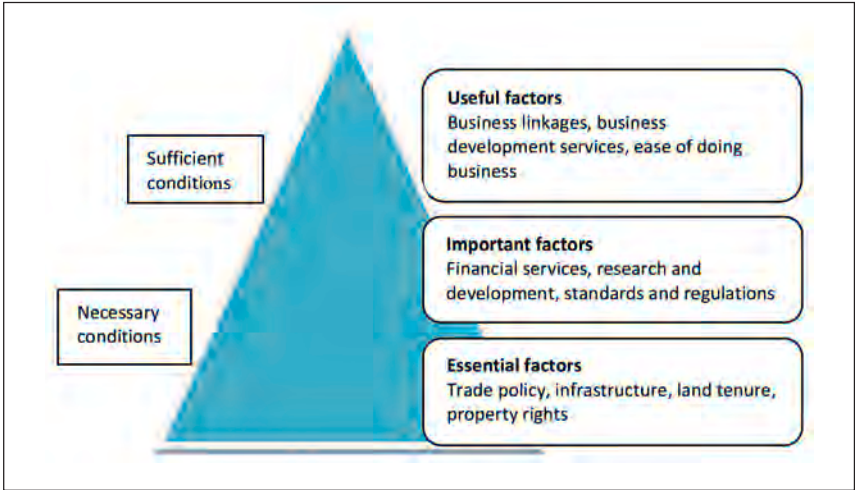 Sufficient
conditions
Necessary
conditions
Useful factors
Business linkages, business
development services, ease of doing
business
Important factors
Financial services, research and
development, standards and regulations
Essential factors
Trade policy, infrastructure, land tenure,
property rights